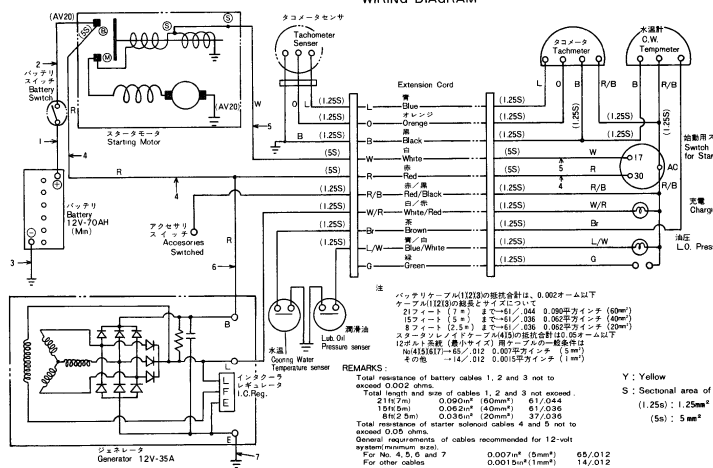 WIRING DIAGRAM
(AV20)
2
バッテリ
スイッチ
Battery
Switch
(5S)
B
S
S
M
(AV20)
スタータモータ
Starting Motor
R
W
5
1
4
R
4
バッテリ
Battery
12V-70AH
(Min)
3
タコメータセンサ
Tachometer
Sensor
O
L
B
(1.25S)
(1.25S)
(1.25S)
(5S)
(5S)
(1.25S)
(1.25S)
(1.25S)
(1.25S)
アクセサリ
スイッチ
Accesories
Switched
R
6
Extension Cord
L 青 Blue
O オレンジ Orange
B 黒 Black
W 白 White
R 赤 Red
R/B 赤/黒 Red/Black
W/R 白/赤 White/Red
Br 茶 Brown
L/W 青/白 Blue/White
G 緑 Green
タコメータ
Tachmeter
水温計
C.W.
Tempmeter
L
O
B
R/B
B
R/B
(1.25S)
(1.25S)
(1.25S)
(5S) W
(5S) R
(1.25S) R/B
(1.25S) W/R
(1.25S) Br
(1.25S) L/W
(1.25S) G
(1.25S)
(1.25S)
5
4
17
30
AC
R/B
始動用ス
Switch
for Star
充電
Charg
油圧
L.O. Press
水温
Cooring Water
Temperature sensor
潤滑油
Lub. Oil
Pressure sensor
B
L
L
F
E
E
インタクーラ
レギュレータ
I.C.Reg.
ジェネレータ
Generator 12V-35A
7
注
バッテリケーブル(1)(2)(3)の抵抗合計は、0.002オーム以下
ケーブル(1)(2)(3)の総長とサイズについて
21フィート (7m) まで→61/.044 0.090平方インチ (60mm²)
15フィート (5m) まで→61/.036 0.062平方インチ (40mm²)
8フィート (2.5m) まで→61/.036 0.062平方インチ (20mm²)
スタータソレノイドケーブル(4)(5)の抵抗合計は0.05オーム以下
12ボルト系統 (最小サイズ) 用ケーブルの一般条件は
No(4)(5)(6)(7)→65/.012 0.007平方インチ (5mm²)
その他 →14/.012 0.0015平方インチ (1mm²)
REMARKS:
Total resistance of battery cables 1, 2 and 3 not to
exceed 0.002 ohms.
Total length and size of cables 1, 2 and 3 not exceed.
21ft(7m) 0.090in² (60mm²) 61/.044
15ft(5m) 0.062in² (40mm²) 61/.036
8ft(2.5m) 0.036in² (20mm²) 37/.036
Total resistance of starter solenoid cables 4 and 5 not to
exceed 0.05 ohms.
General requrements of cables recommended for 12-volt
system(minimum size).
For No. 4, 5, 6 and 7 0.007in² (5mm²) 65/.012
For other cables 0.0015in²(1mm²) 14/.012
Y : Yellow
S : Sectional area of
(1.25s) : 1.25mm²
(5s) : 5mm²